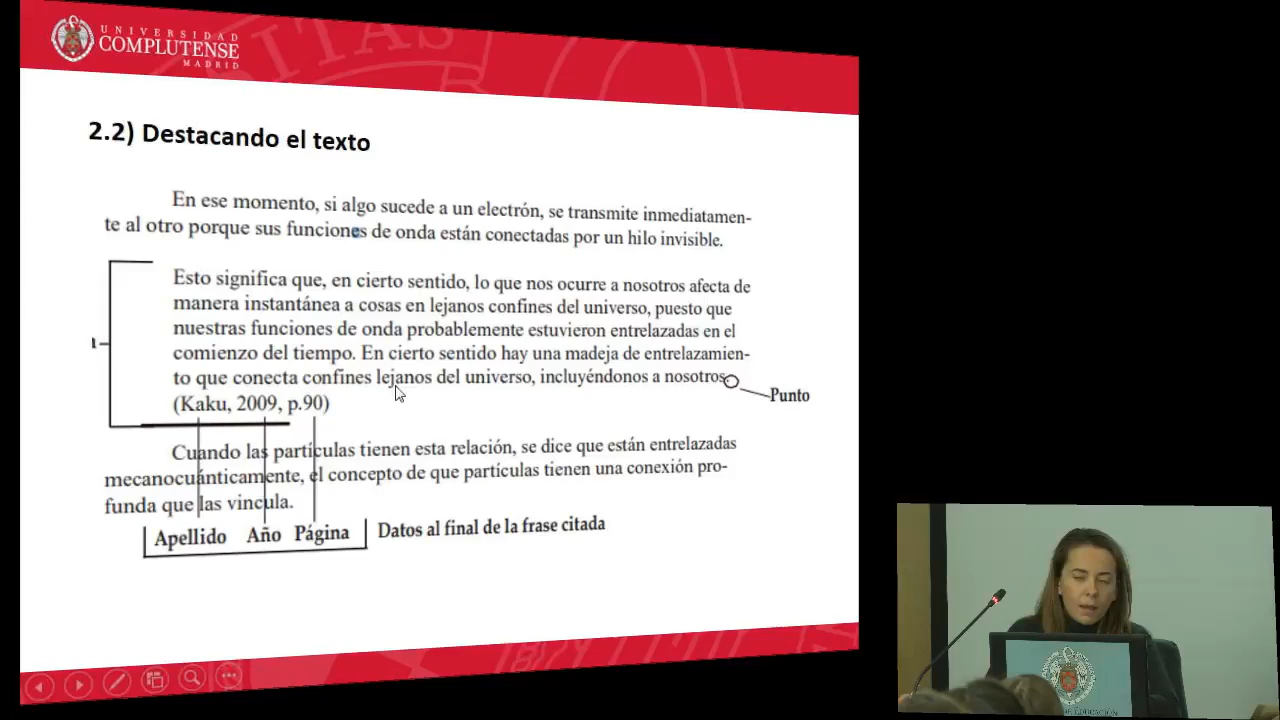 UNIVERSIDAD
COMPLUTENSE
MADRID
2.2) Destacando el texto
En ese momento, si algo sucede a un electrón, se transmite inmediatamen-
te al otro porque sus funciones de onda están conectadas por un hilo invisible.
Esto significa que, en cierto sentido, lo que nos ocurre a nosotros afecta de
manera instantánea a cosas en lejanos confines del universo, puesto que
nuestras funciones de onda probablemente estuvieron entrelazadas en el
comienzo del tiempo. En cierto sentido hay una madeja de entrelazamien-
to que conecta confines lejanos del universo, incluyéndonos a nosotros.
Punto
(Kaku, 2009, p.90)
Cuando las partículas tienen esta relación, se dice que están entrelazadas
mecanocuánticamente, el concepto de que partículas tienen una conexión pro-
funda que las vincula.
Apellido Año Página Datos al final de la frase citada